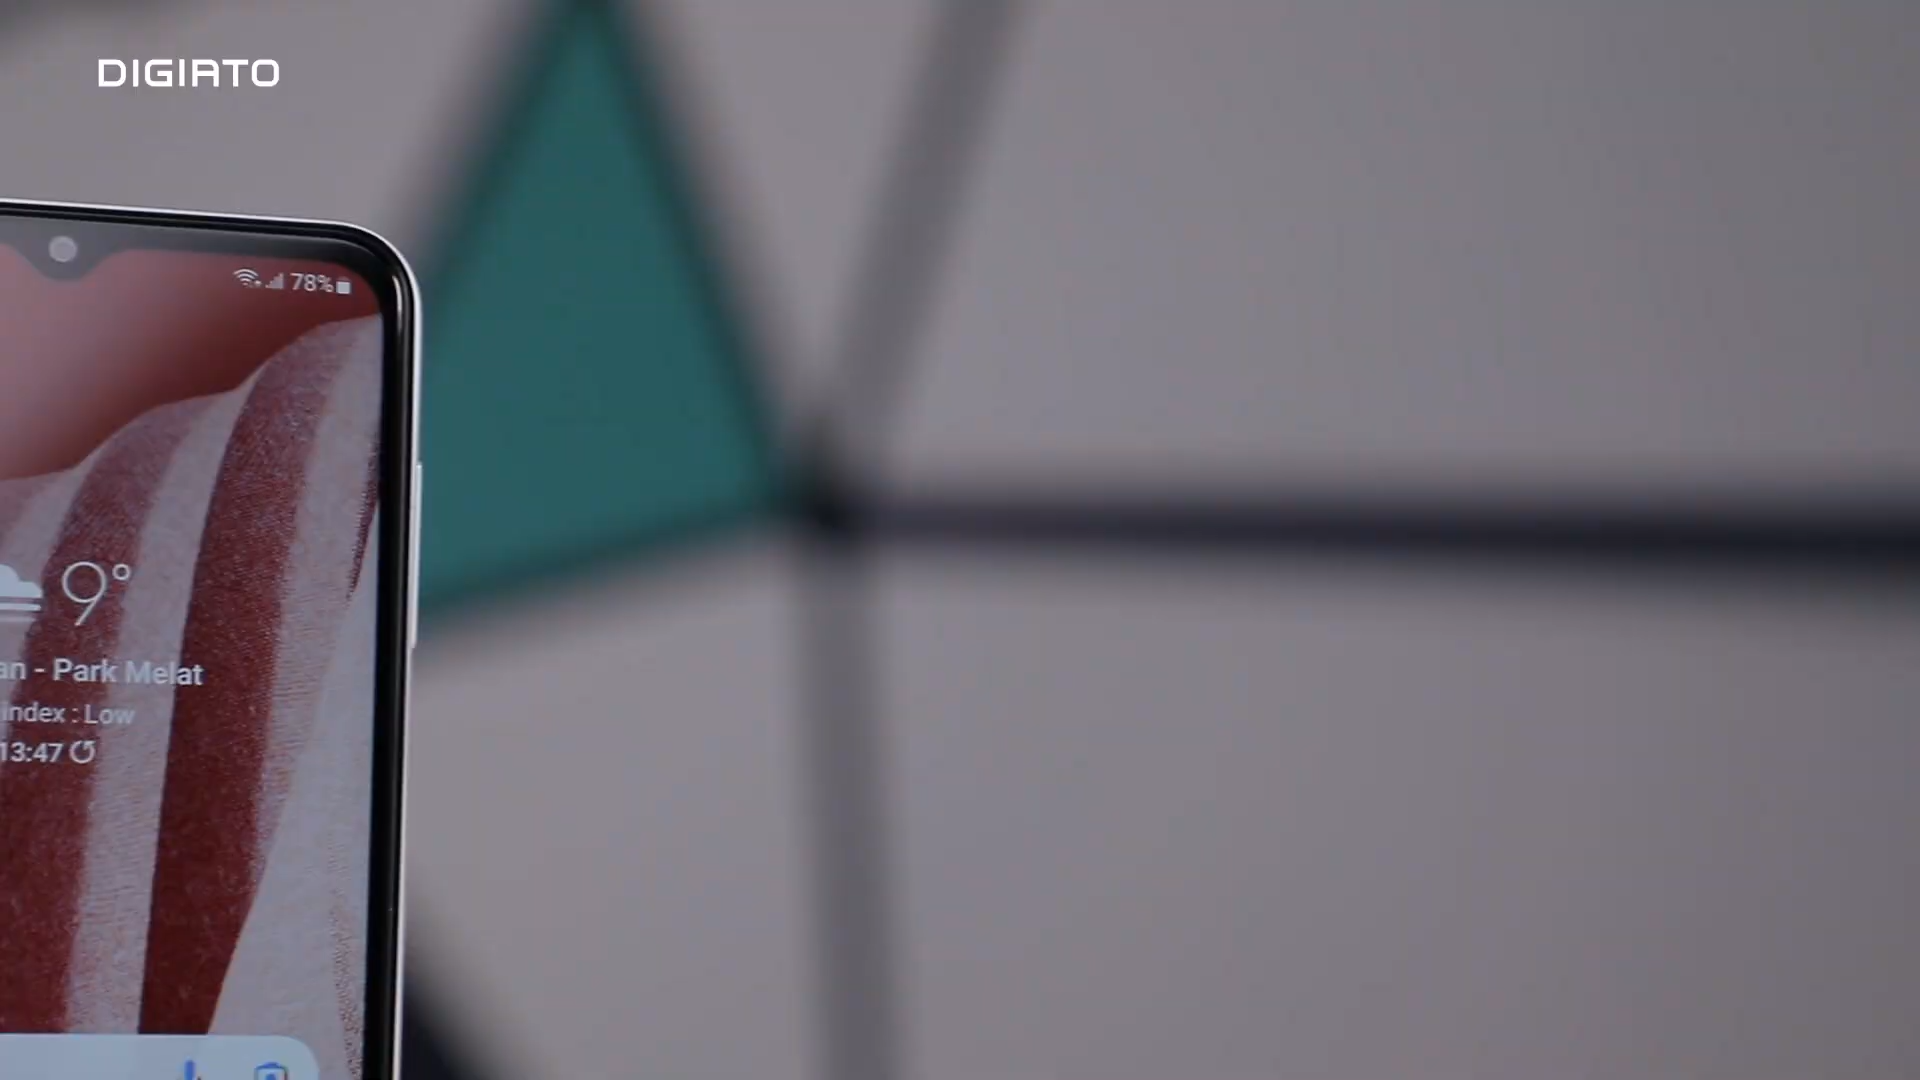 DIGIATO
78%
9°
an - Park Melat
index : Low
13:47